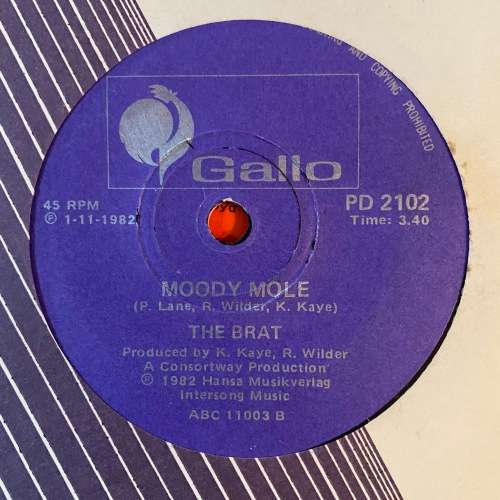 AND COPYING PROHIBITED
Gallo
45 RPM
℗ 1-11-1982
PD 2102
Time: 3.40
MOODY MOLE
(P. Lane, R. Wilder, K. Kaye)
THE BRAT
Produced by K. Kaye, R. Wilder
A Consortway Production
℗ 1982 Hansa Musikverlag
Intersong Music
ABC 11003 B